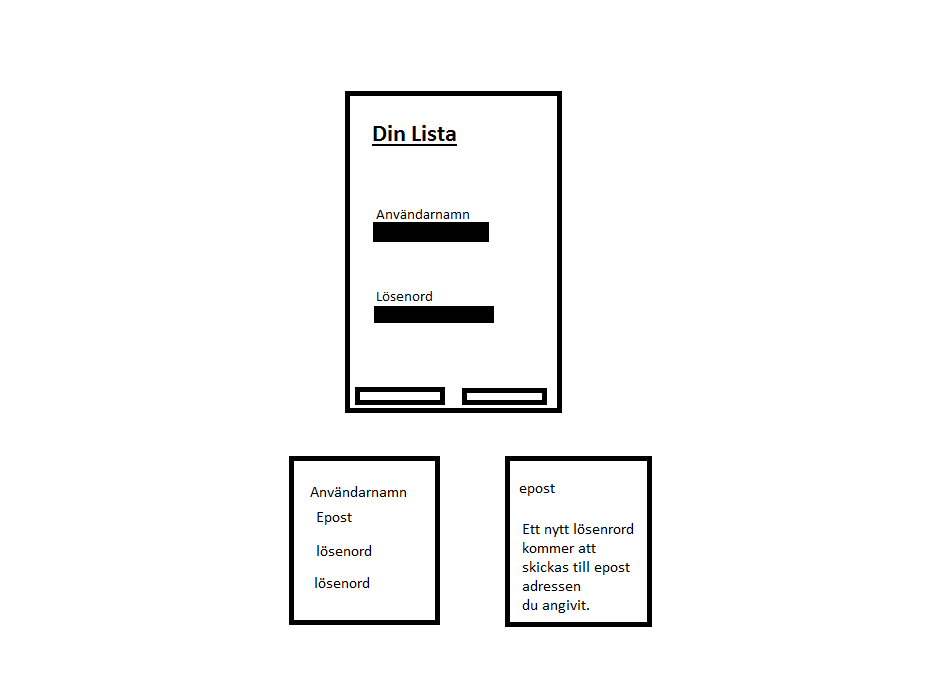 Din Lista
Användarnamn
Lösenord
Användarnamn
Epost
lösenord
lösenord
epost
Ett nytt lösenrord
kommer att
skickas till epost
adressen
du angivit.